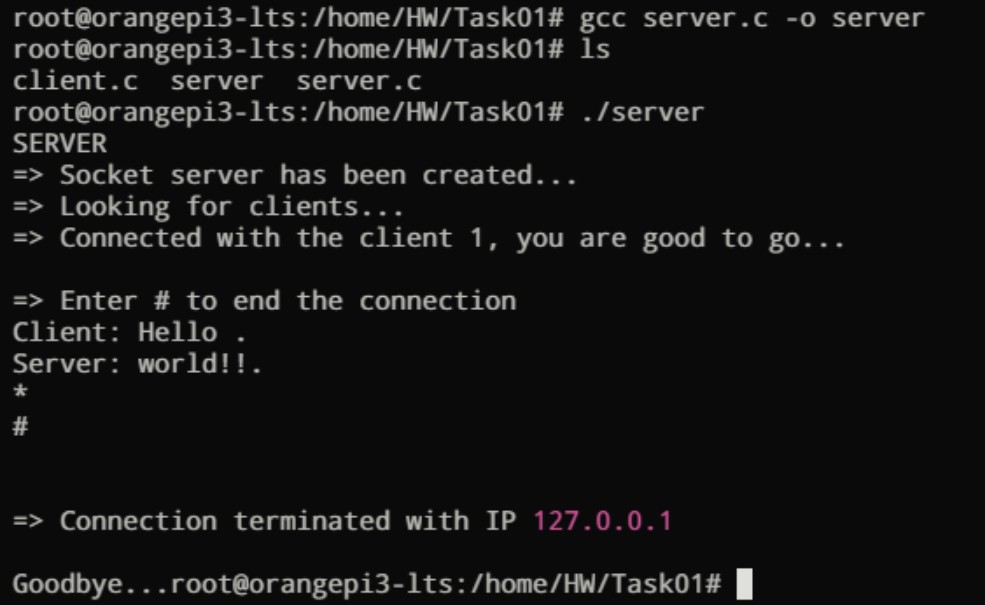 root@orangepi3-lts:/home/HW/Task01# gcc server.c -o server
root@orangepi3-lts:/home/HW/Task01# ls
client.c  server  server.c
root@orangepi3-lts:/home/HW/Task01# ./server
SERVER
=> Socket server has been created...
=> Looking for clients...
=> Connected with the client 1, you are good to go...
=> Enter # to end the connection
Client: Hello .
Server: world!!.
*
#
=> Connection terminated with IP 127.0.0.1
Goodbye...root@orangepi3-lts:/home/HW/Task01#